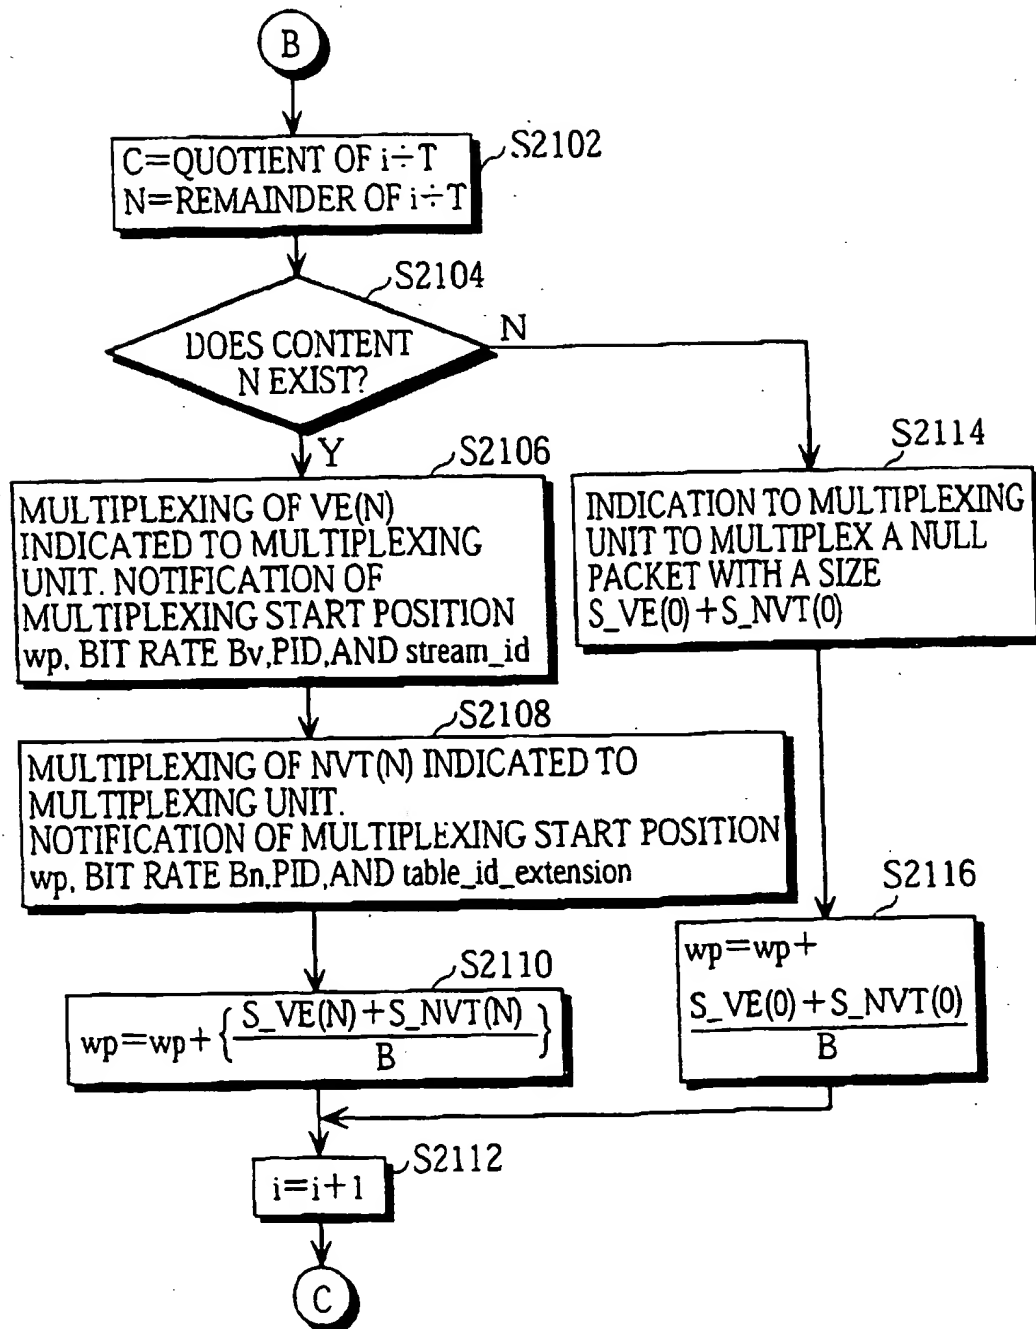 B
C=QUOTIENT OF i÷T
N=REMAINDER OF i÷T
S2102
S2104
DOES CONTENT
N EXIST?
N
Y
S2106
MULTIPLEXING OF VE(N)
INDICATED TO MULTIPLEXING
UNIT. NOTIFICATION OF
MULTIPLEXING START POSITION
wp, BIT RATE Bv,PID,AND stream_id
S2114
INDICATION TO MULTIPLEXING
UNIT TO MULTIPLEX A NULL
PACKET WITH A SIZE
S_VE(0)+S_NVT(0)
S2108
MULTIPLEXING OF NVT(N) INDICATED TO
MULTIPLEXING UNIT.
NOTIFICATION OF MULTIPLEXING START POSITION
wp, BIT RATE Bn,PID,AND table_id_extension
S2110
wp=wp+{S_VE(N)+S_NVT(N)
B}
S2116
wp=wp+
S_VE(0)+S_NVT(0)
B
S2112
i=i+1
C